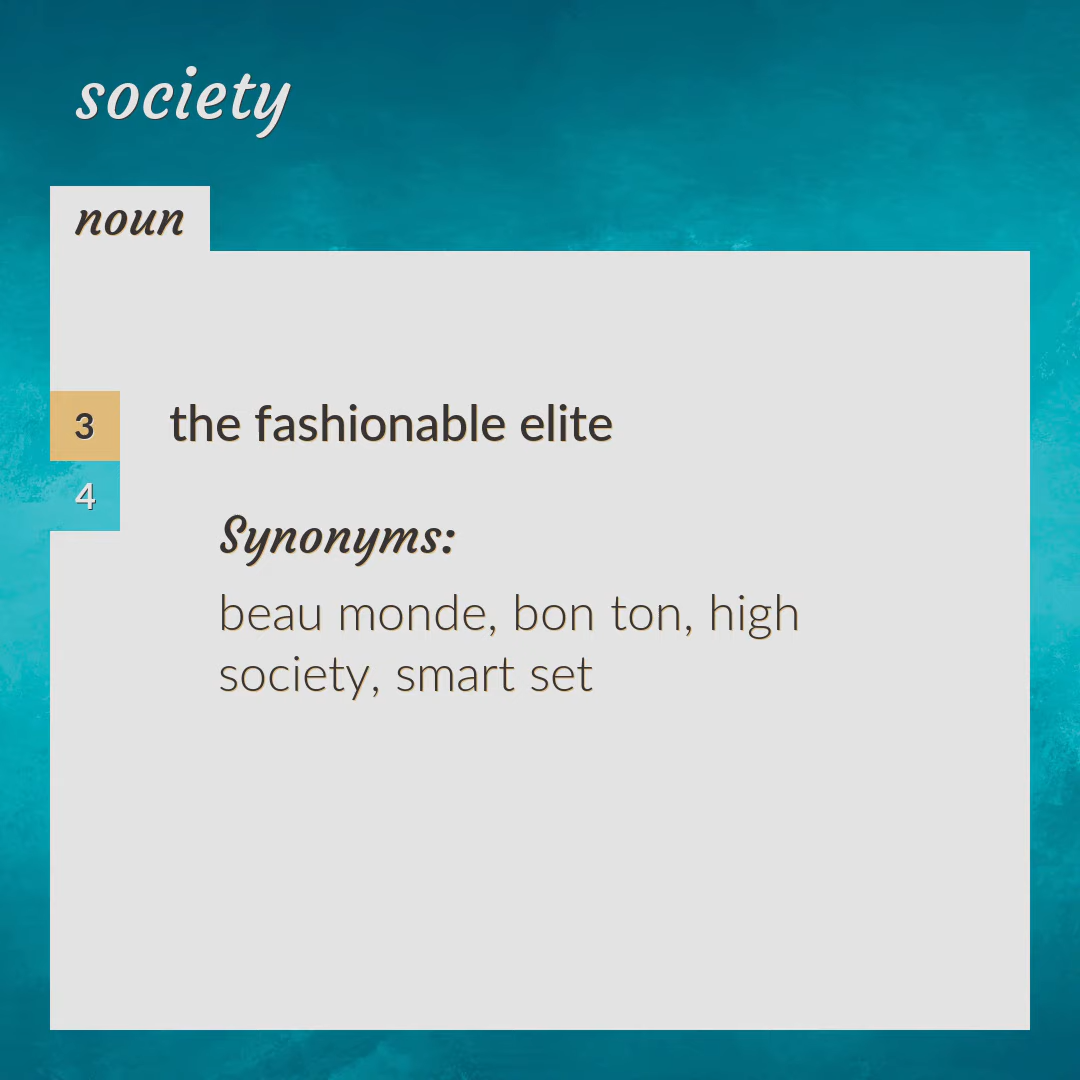 society
noun
3
the fashionable elite
4
Synonyms:
beau monde, bon ton, high
society, smart set